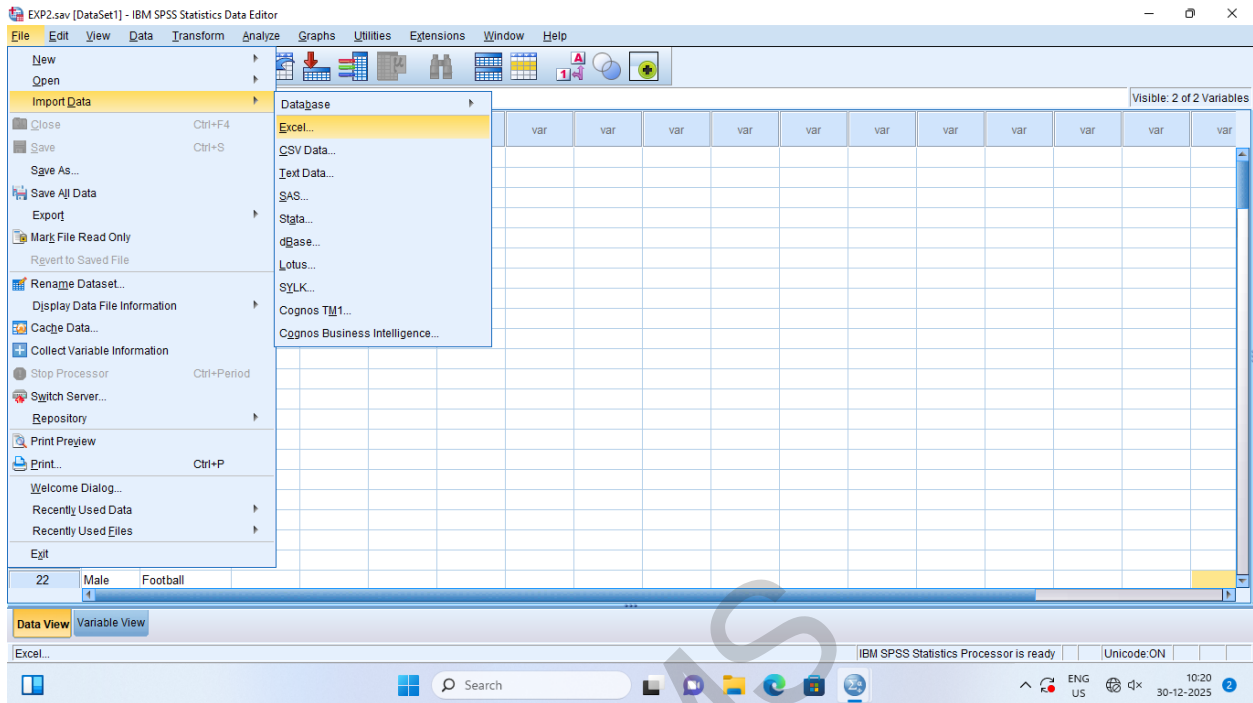 EXP2.sav [DataSet1] - IBM SPSS Statistics Data Editor
File Edit View Data Transform Analyze Graphs Utilities Extensions Window Help
New
Open
Import Data
Close Ctrl+F4
Save Ctrl+S
Save As...
Save All Data
Export
Mark File Read Only
Revert to Saved File
Rename Dataset...
Display Data File Information
Cache Data...
Collect Variable Information
Stop Processor Ctrl+Period
Switch Server...
Repository
Print Preview
Print... Ctrl+P
Welcome Dialog...
Recently Used Data
Recently Used Files
Exit
Database
Excel...
CSV Data...
Text Data...
SAS...
Stata...
dBase...
Lotus...
SYLK...
Cognos TM1...
Cognos Business Intelligence...
Visible: 2 of 2 Variables
var var var var var var var var var var var
22 Male Football
Data View Variable View
Excel... IBM SPSS Statistics Processor is ready Unicode:ON
Search
ENG
US
10:20
30-12-2025
2